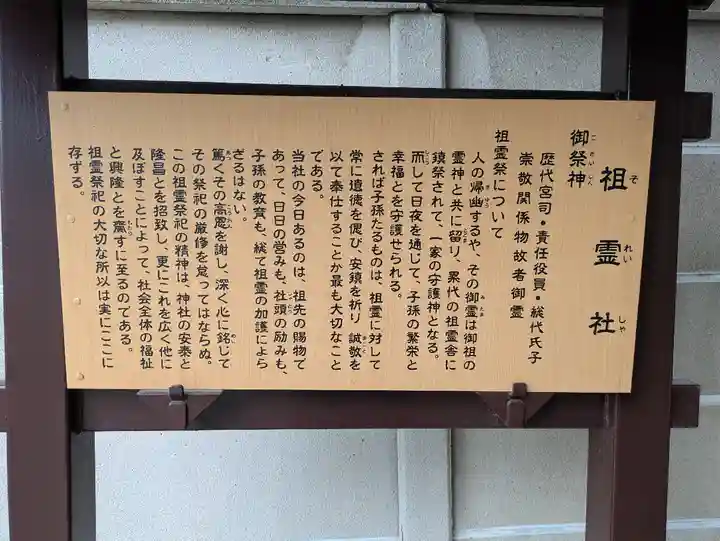 祖霊社
御祭神
歴代宮司・責任役員・総代氏子
崇敬関係物故者御霊
祖霊祭について
人の帰幽するや、その御霊は御祖の
霊神と共に留り、累代の祖霊舎に
鎮祭されて、一家の守護神となる。
而して日夜を通じて、子孫の繁栄と
幸福とを守護せられる。
されば子孫たるものは、祖霊に対して
常に遺徳を偲び、安鎮を祈り誠敬を
以て奉仕することが最も大切なこと
である。
当社の今日あるのは、祖先の賜物で
あって、日日の営みも、社頭の励みも、
子孫の教育も、総て祖霊の加護によら
ざるはない。
篤くその高恩を謝し、深く心に銘じて
その祭祀の厳修を怠ってはならぬ。
この祖霊祭祀の精神は、神社の安泰と
隆昌とを招致し、更にこれを広く他に
及ぼすことによって、社会全体の福祉
と興隆とを齎すに至るのである。
祖霊祭祀の大切な所以は実にここに
存ずる。